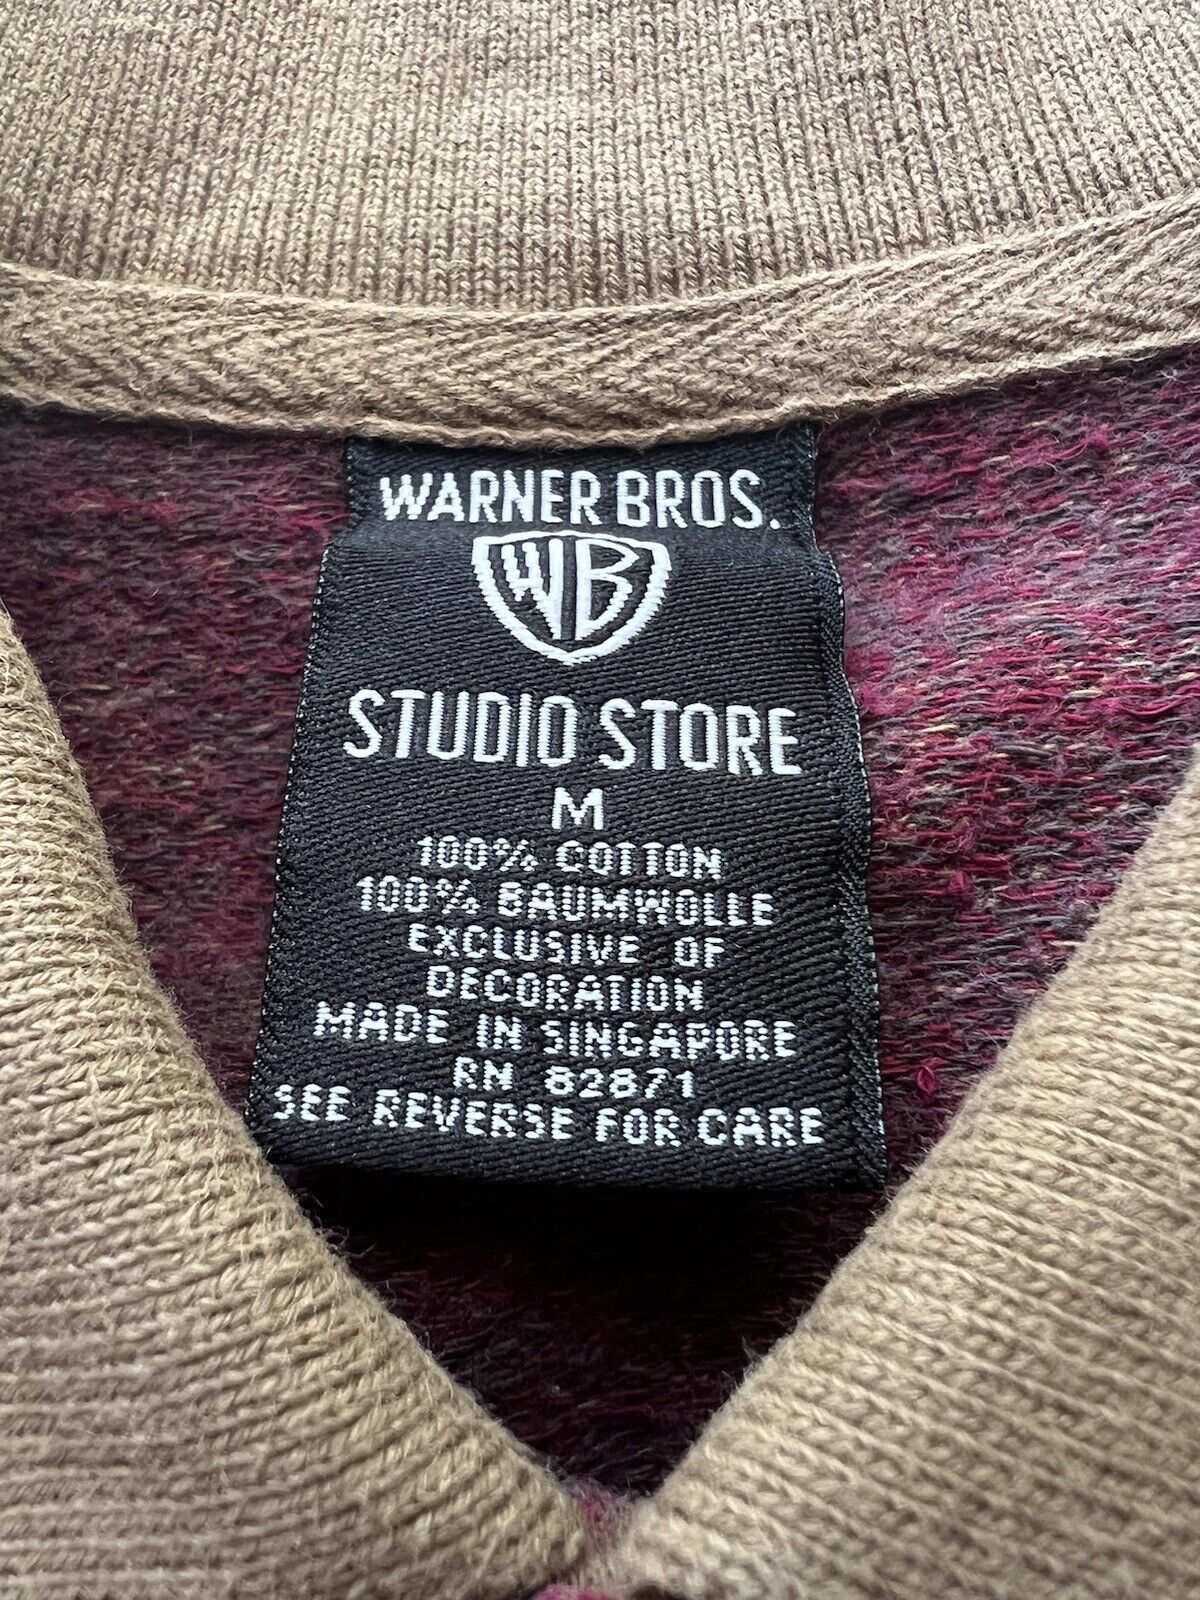 WARNER BROS.
WB
STUDIO STORE
M
100% COTTON
100% BAUMWOLLE
EXCLUSIVE OF
DECORATION
MADE IN SINGAPORE
RN 82871
SEE REVERSE FOR CARE